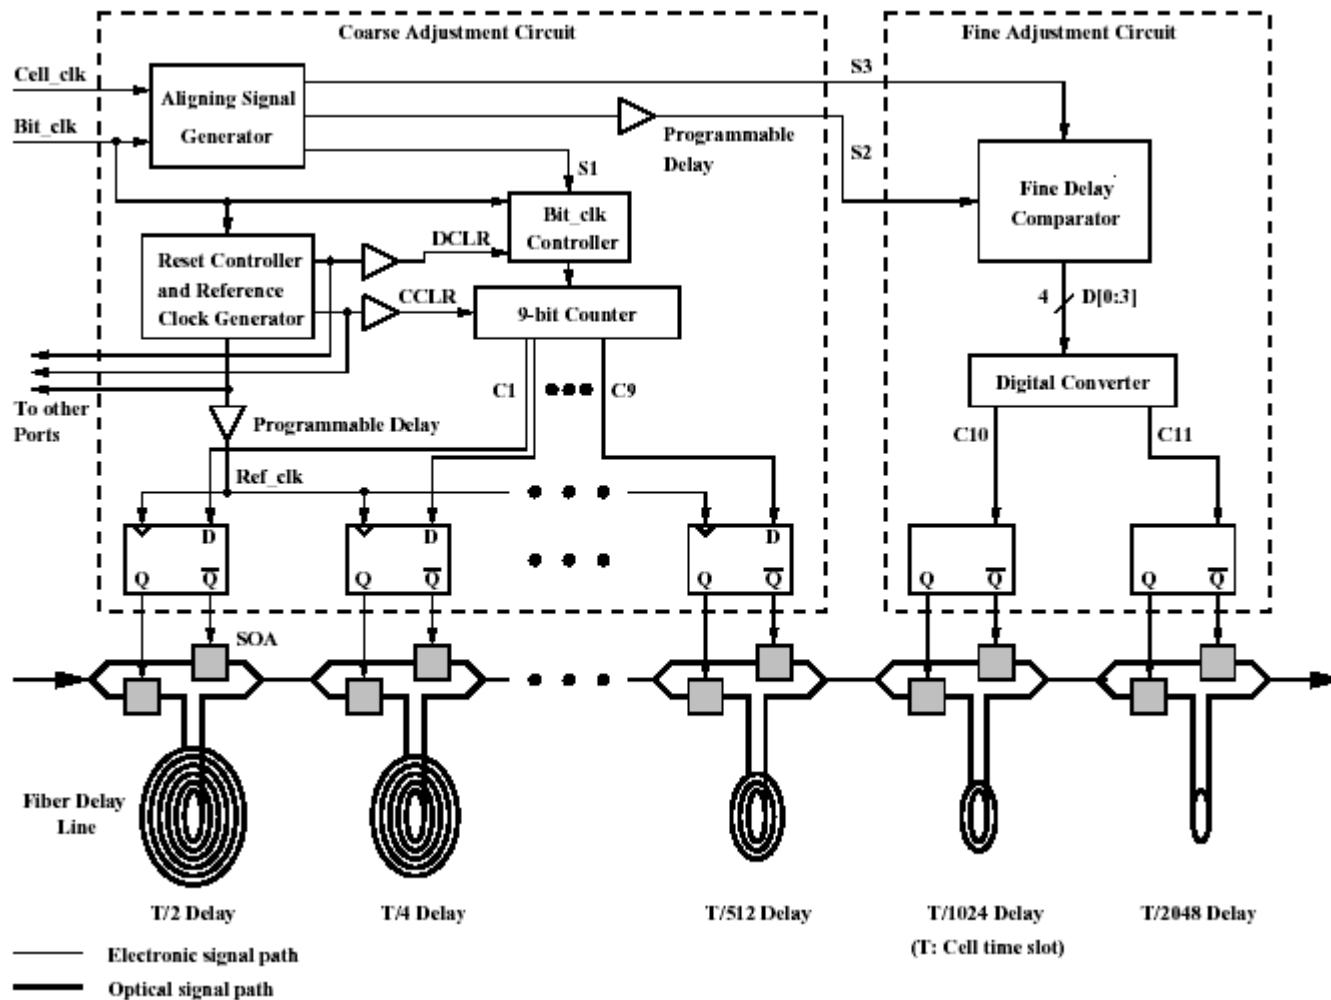 Coarse Adjustment Circuit
Fine Adjustment Circuit
Cell_clk
Bit_clk
Aligning Signal
Generator
S3
Programmable
Delay
S2
S1
Fine Delay
Comparator
Bit_clk
Controller
DCLR
Reset Controller
and Reference
Clock Generator
CCLR
9-bit Counter
4
D[0:3]
Digital Converter
C1
C9
C10
C11
To other
Ports
Programmable Delay
Ref_clk
D
D
D
Q
Q
Q
Q
Q
Q
Q
Q
Q
Q
SOA
Fiber Delay
Line
T/2 Delay
T/4 Delay
T/512 Delay
T/1024 Delay
T/2048 Delay
(T: Cell time slot)
Electronic signal path
Optical signal path